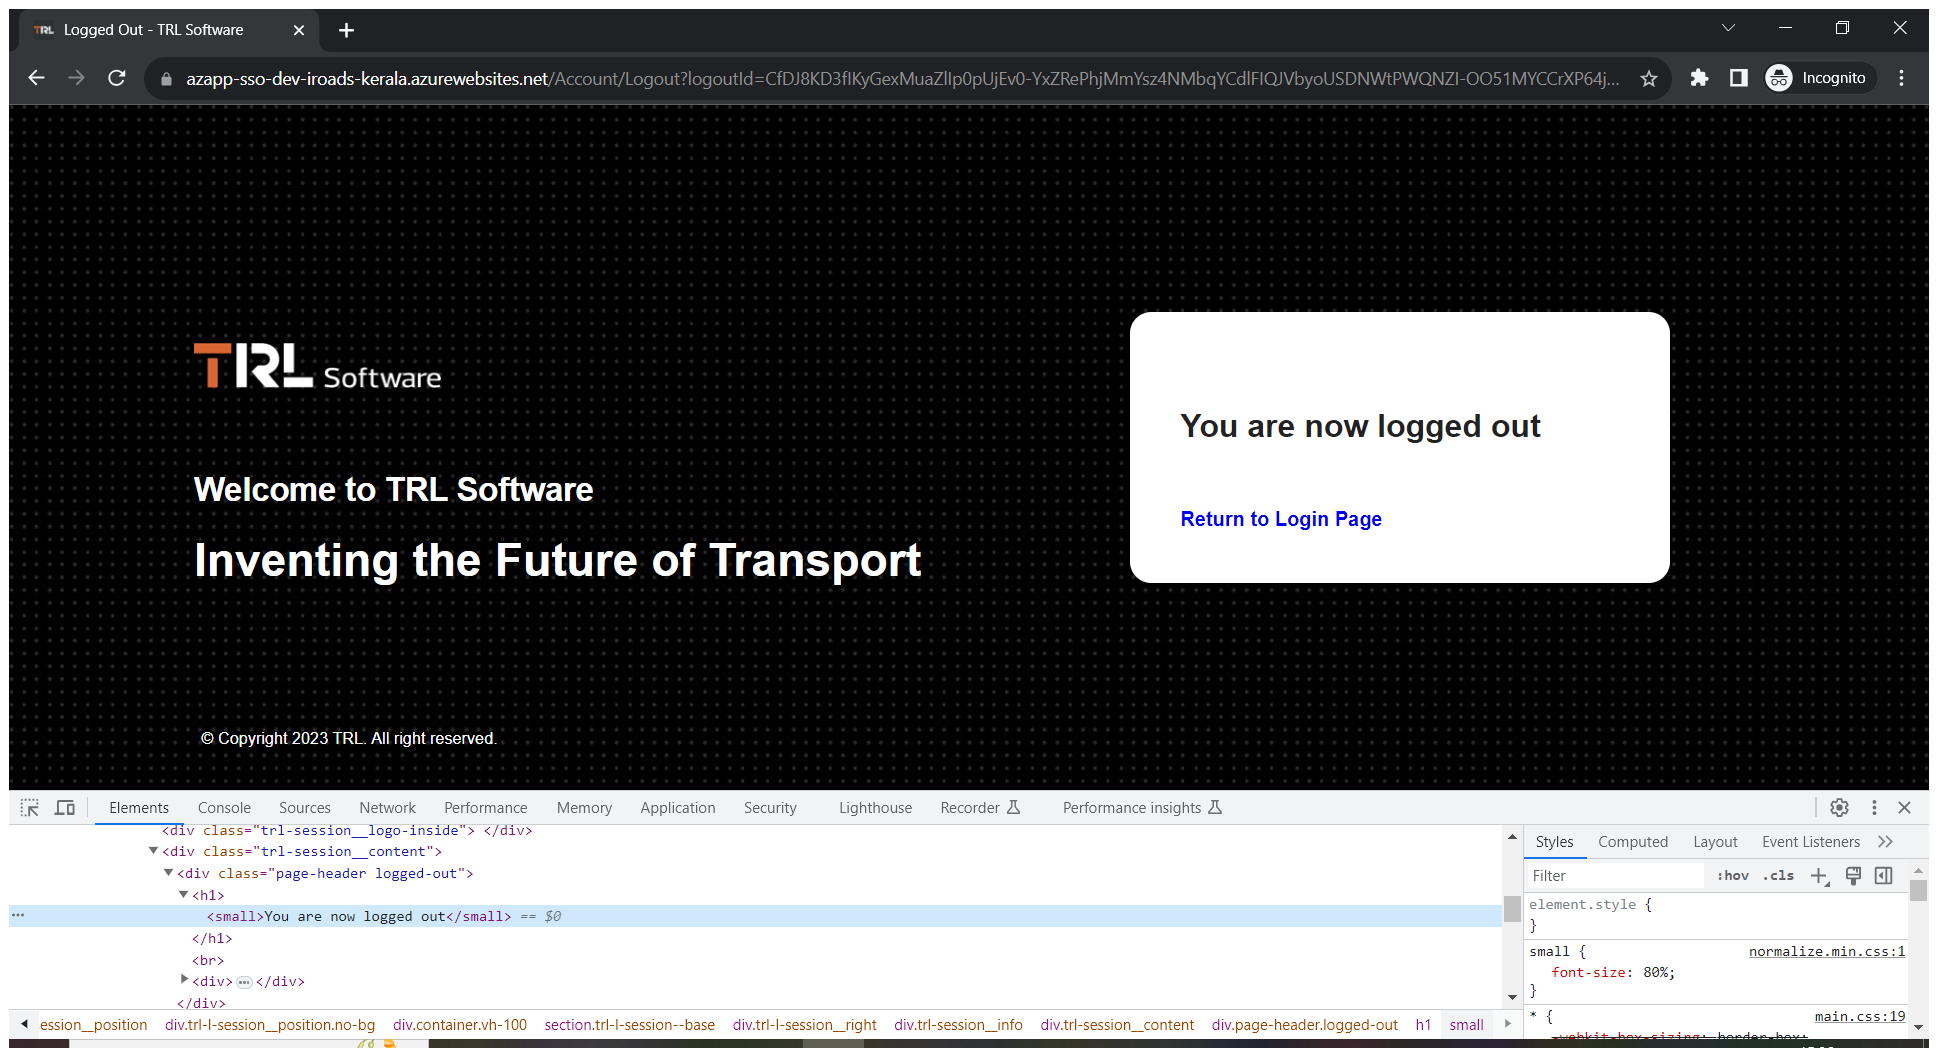 TRL Logged Out - TRL Software
azapp-sso-dev-iroads-kerala.azurewebsites.net/Account/Logout?logoutId=
Incognito
TRL Software
Welcome to TRL Software
Inventing the Future of Transport
You are now logged out
Return to Login Page
© Copyright 2023 TRL. All right reserved.
Elements Console Sources Network Performance Memory Application Security Lighthouse Recorder Performance insights
<div class="trl-session__logo-inside"> </div>
<div class="trl-session__content">
<div class="page-header logged-out">
<h1>
<small>You are now logged out</small> == $0
</h1>
<br>
<div> … </div>
</div>
ession__position div.trl-l-session__position.no-bg div.container.vh-100 section.trl-l-session--base div.trl-l-session__right div.trl-session__info div.trl-session__content div.page-header.logged-out h1 small
Styles Computed Layout Event Listeners
Filter :hov .cls
element.style {
}
small { normalize.min.css:1
font-size: 80%;
}
* { main.css:19
-webkit-box-sizing: border-box;